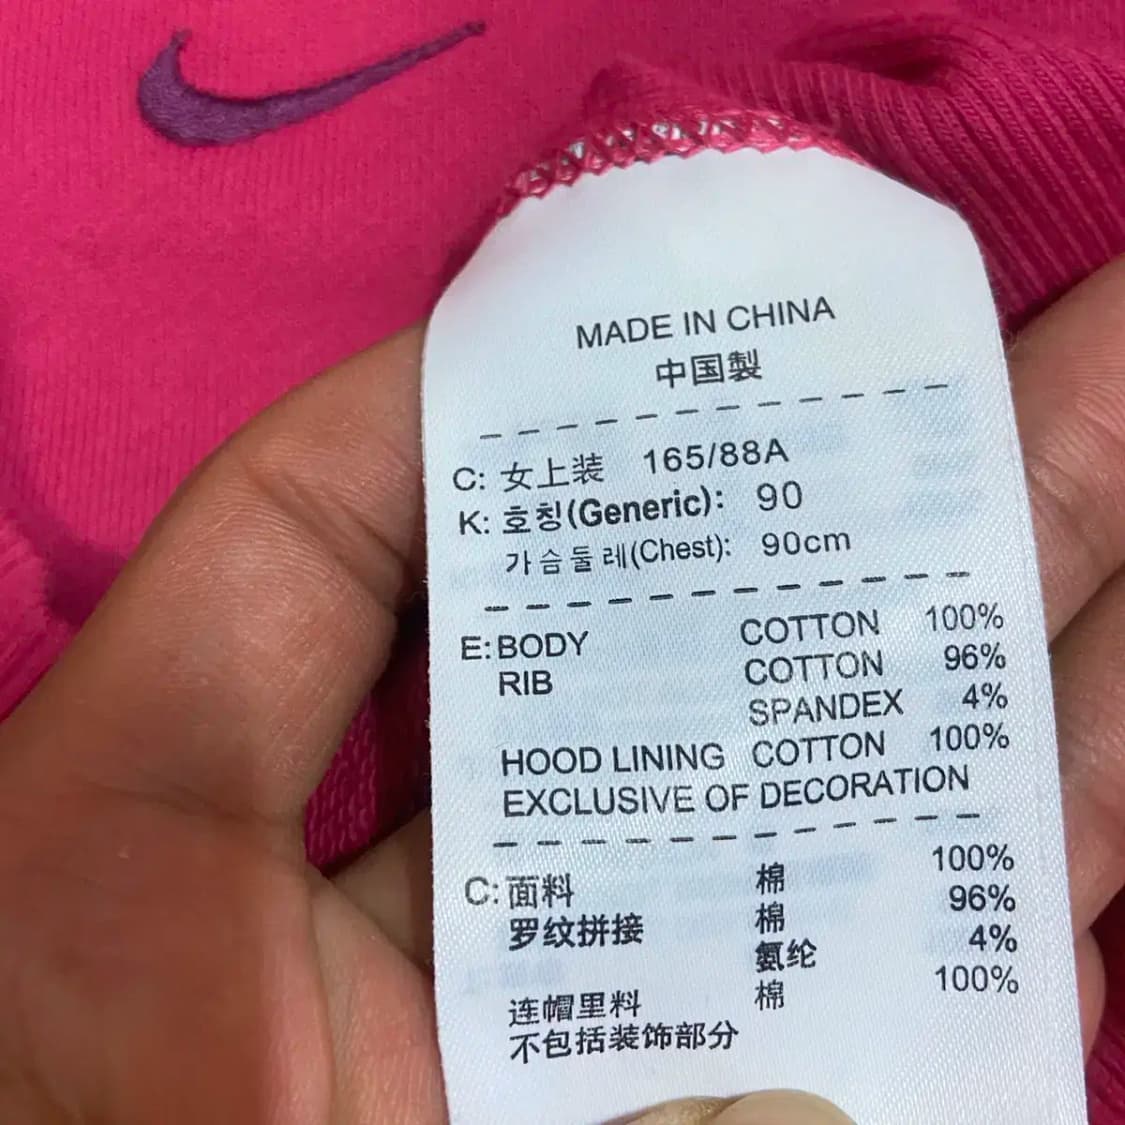 MADE IN CHINA
中国製
C: 女上装 165/88A
K: 호칭(Generic): 90
가슴둘레(Chest): 90cm
E: BODY COTTON 100%
RIB COTTON 96%
SPANDEX 4%
HOOD LINING COTTON 100%
EXCLUSIVE OF DECORATION
C: 面料 棉 100%
罗纹拼接 棉 96%
氨纶 4%
连帽里料 棉 100%
不包括装饰部分